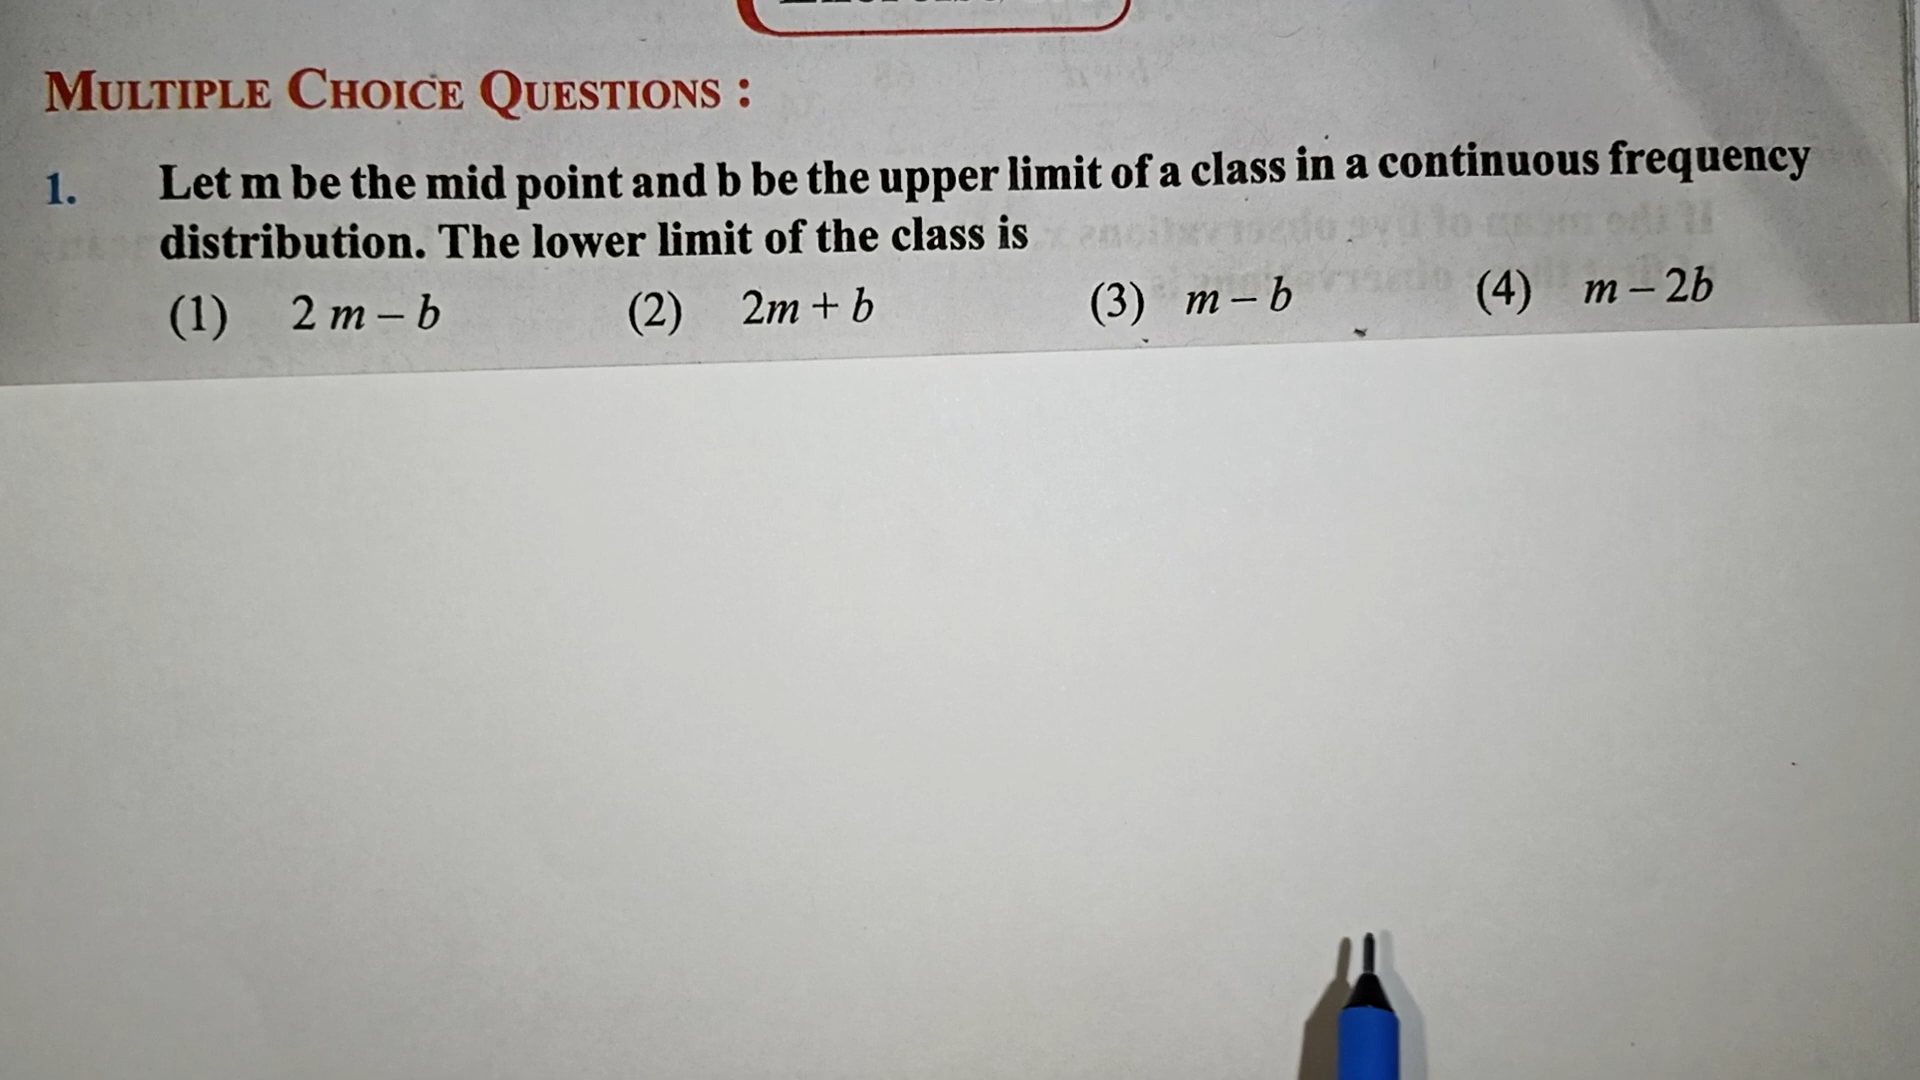 MULTIPLE CHOICE QUESTIONS :
1. Let m be the mid point and b be the upper limit of a class in a continuous frequency
distribution. The lower limit of the class is
(1) 2 m – b (2) 2m + b (3) m – b (4) m – 2b